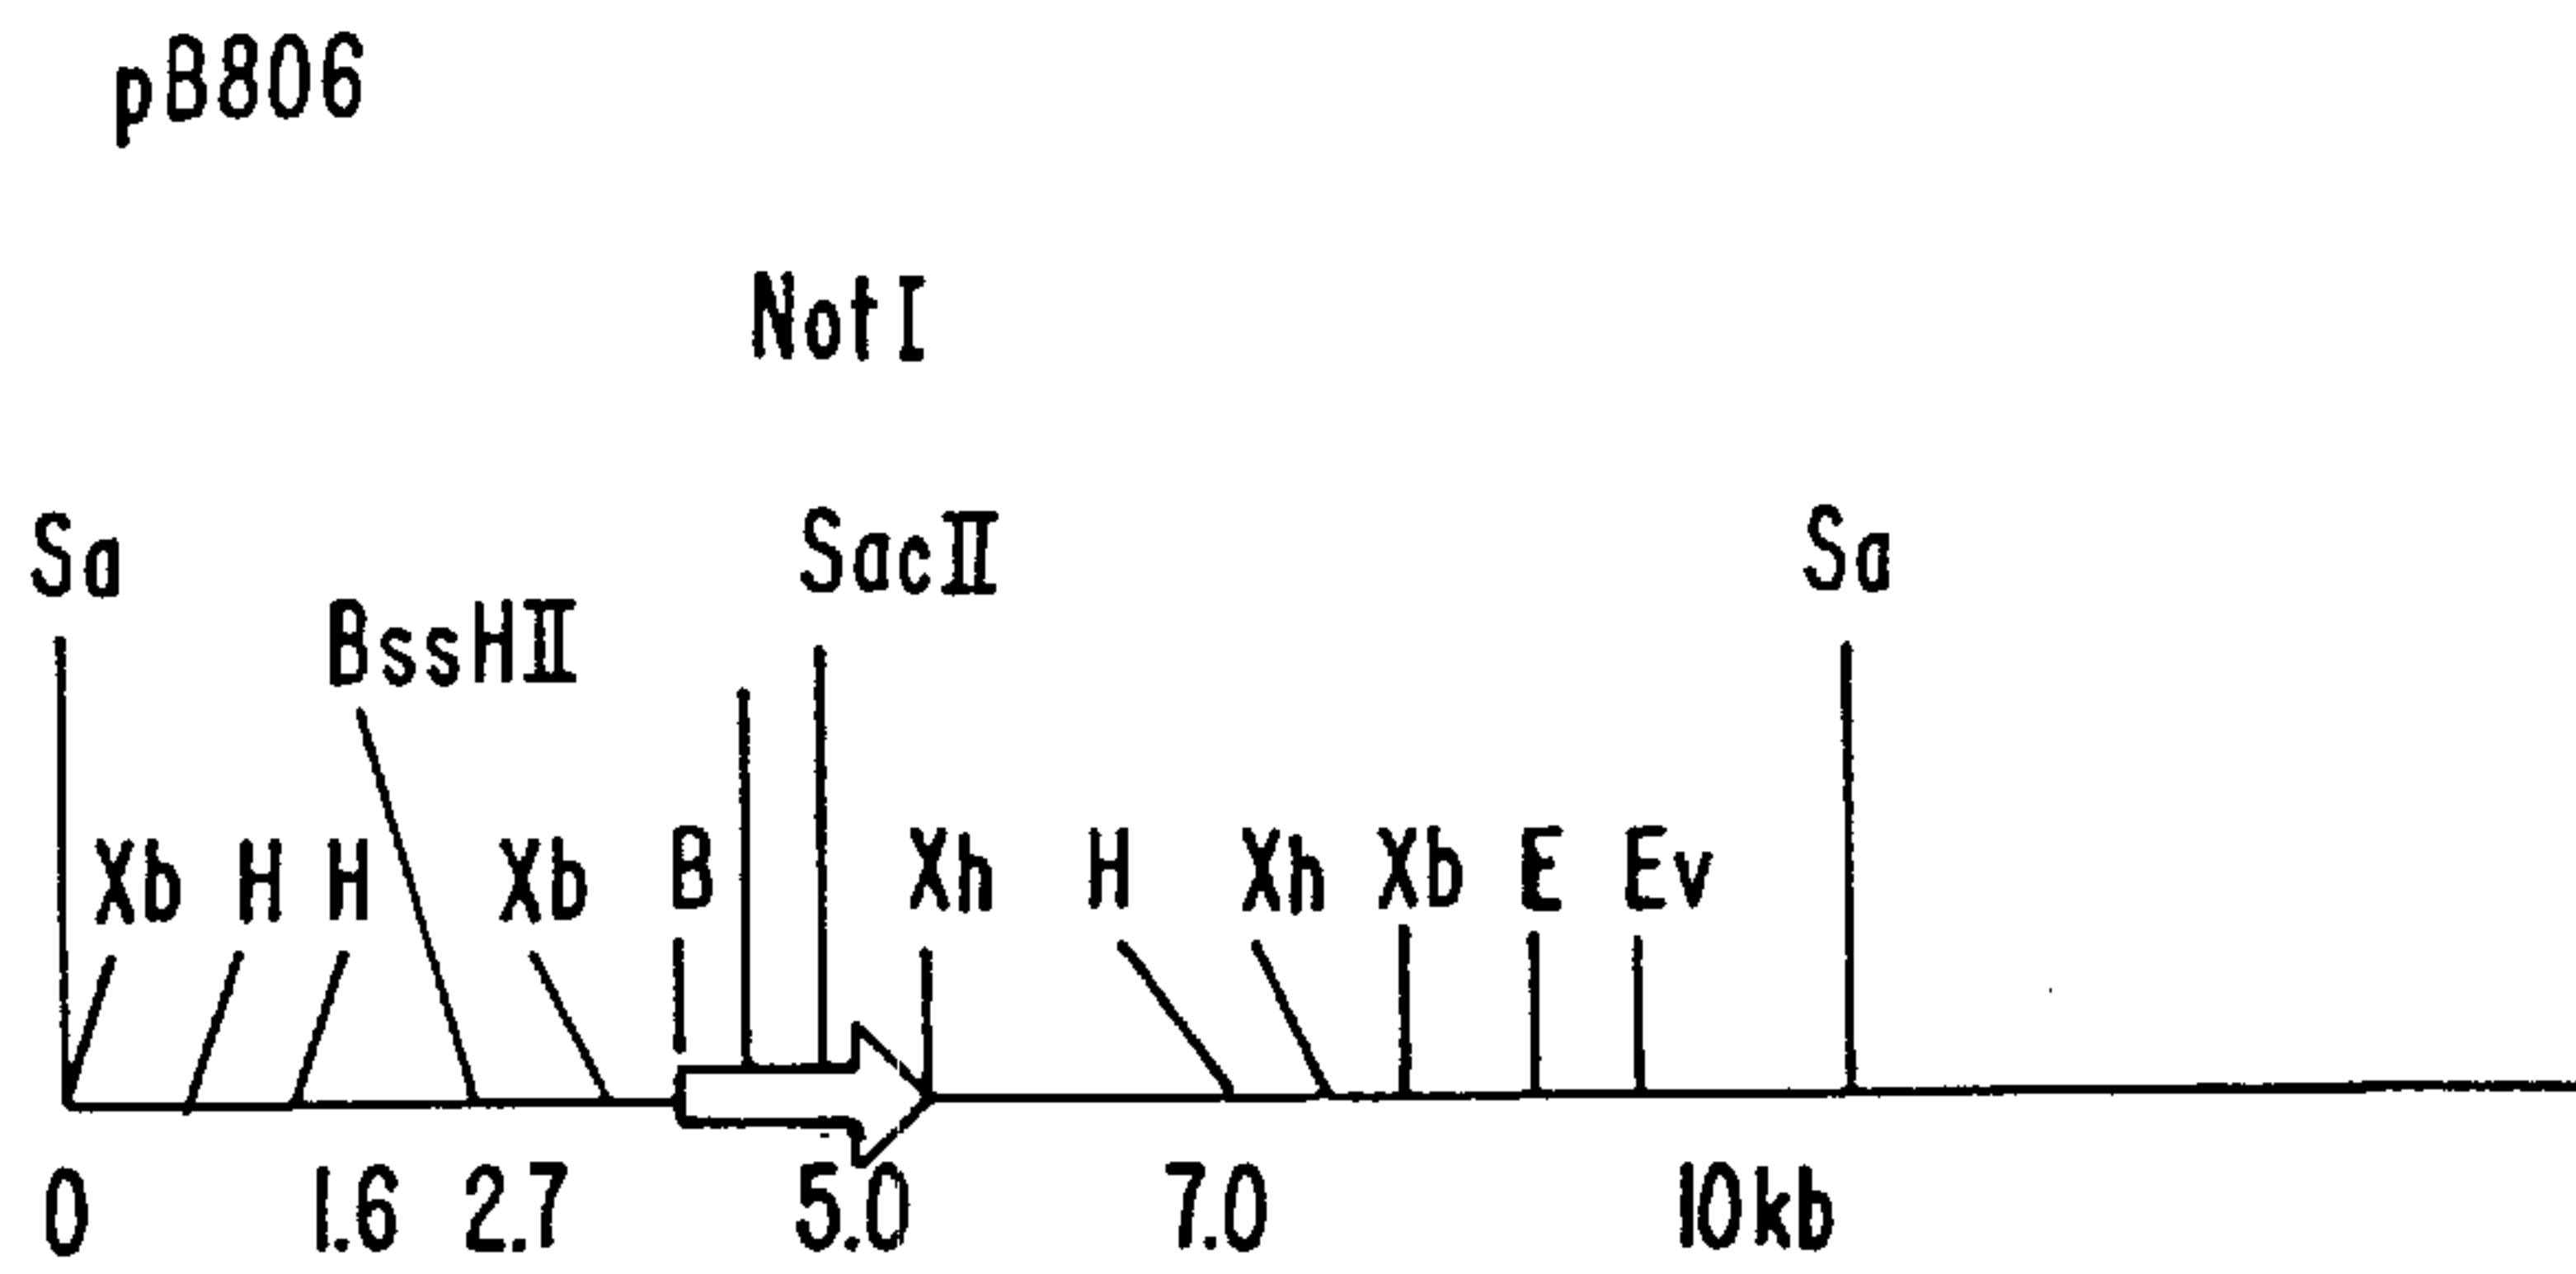 pB806
NotI
Sa SacII Sa
BssHII
Xb H H Xb B Xh H Xh Xb E Ev
0 1.6 2.7 5.0 7.0 10kb